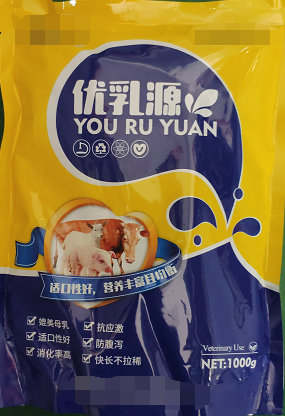 优乳源
YOU RU YUAN
适口性好，营养丰富且均衡
媲美母乳
适口性好
消化率高
抗应激
防腹泻
快长不拉稀
Veterinary Use
NET:1000g